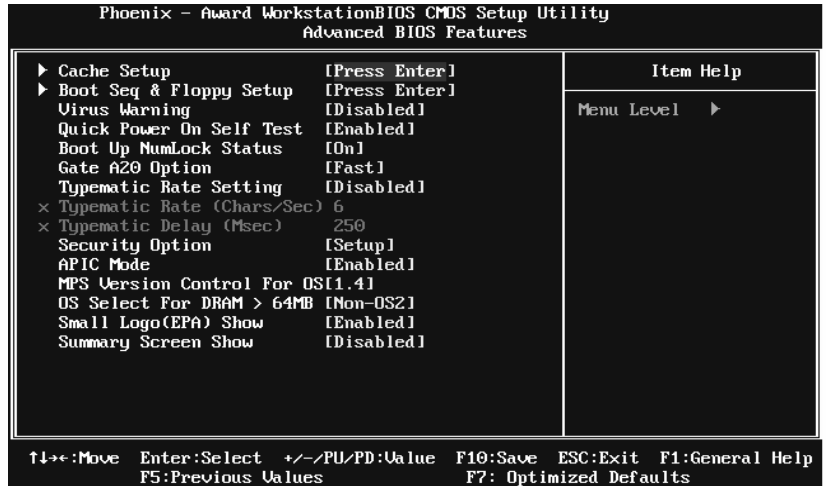 Phoenix - Award WorkstationBIOS CMOS Setup Utility
Advanced BIOS Features
▶ Cache Setup [Press Enter]
▶ Boot Seq & Floppy Setup [Press Enter]
Virus Warning [Disabled]
Quick Power On Self Test [Enabled]
Boot Up NumLock Status [On]
Gate A20 Option [Fast]
Typematic Rate Setting [Disabled]
x Typematic Rate (Chars/Sec) 6
x Typematic Delay (Msec) 250
Security Option [Setup]
APIC Mode [Enabled]
MPS Version Control For OS[1.4]
OS Select For DRAM > 64MB [Non-OS2]
Small Logo(EPA) Show [Enabled]
Summary Screen Show [Disabled]
Item Help
Menu Level ▶
↑↓→←:Move Enter:Select +/-/PU/PD:Value F10:Save ESC:Exit F1:General Help
F5:Previous Values F7: Optimized Defaults